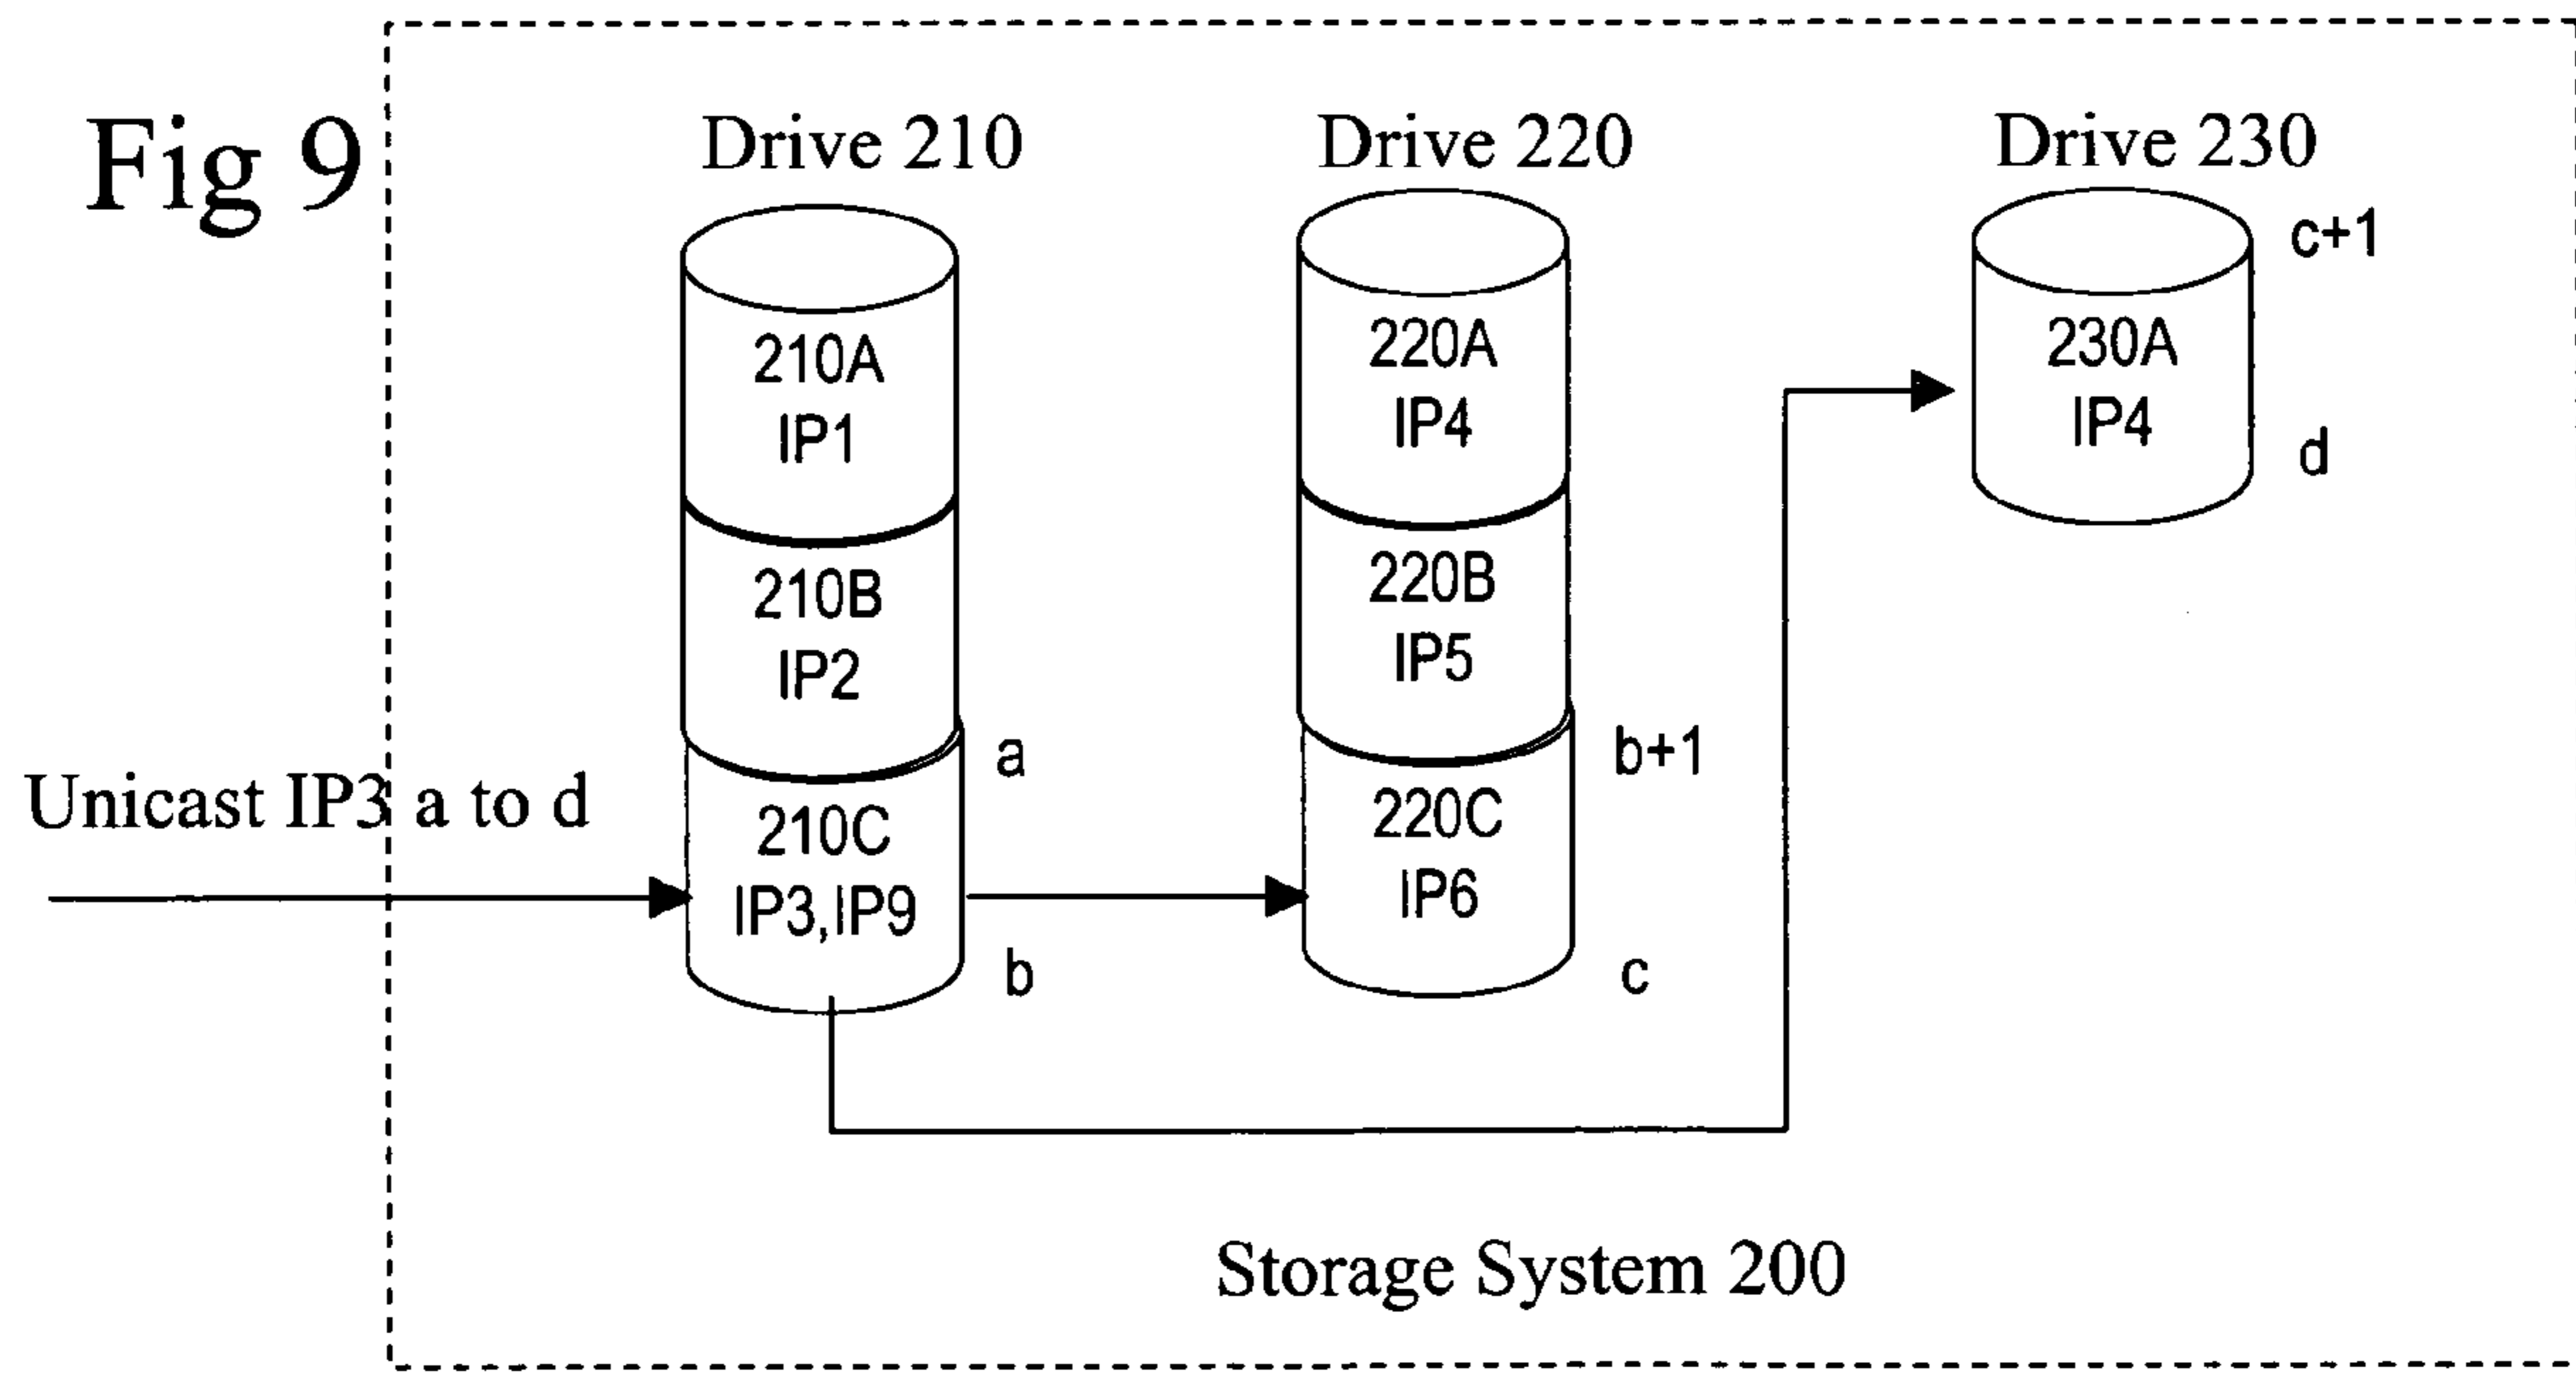 Fig 9
Drive 210
Drive 220
Drive 230
210A
IP1
210B
IP2
a
210C
IP3,IP9
b
220A
IP4
220B
IP5
b+1
220C
IP6
c
c+1
230A
IP4
d
Unicast IP3 a to d
Storage System 200